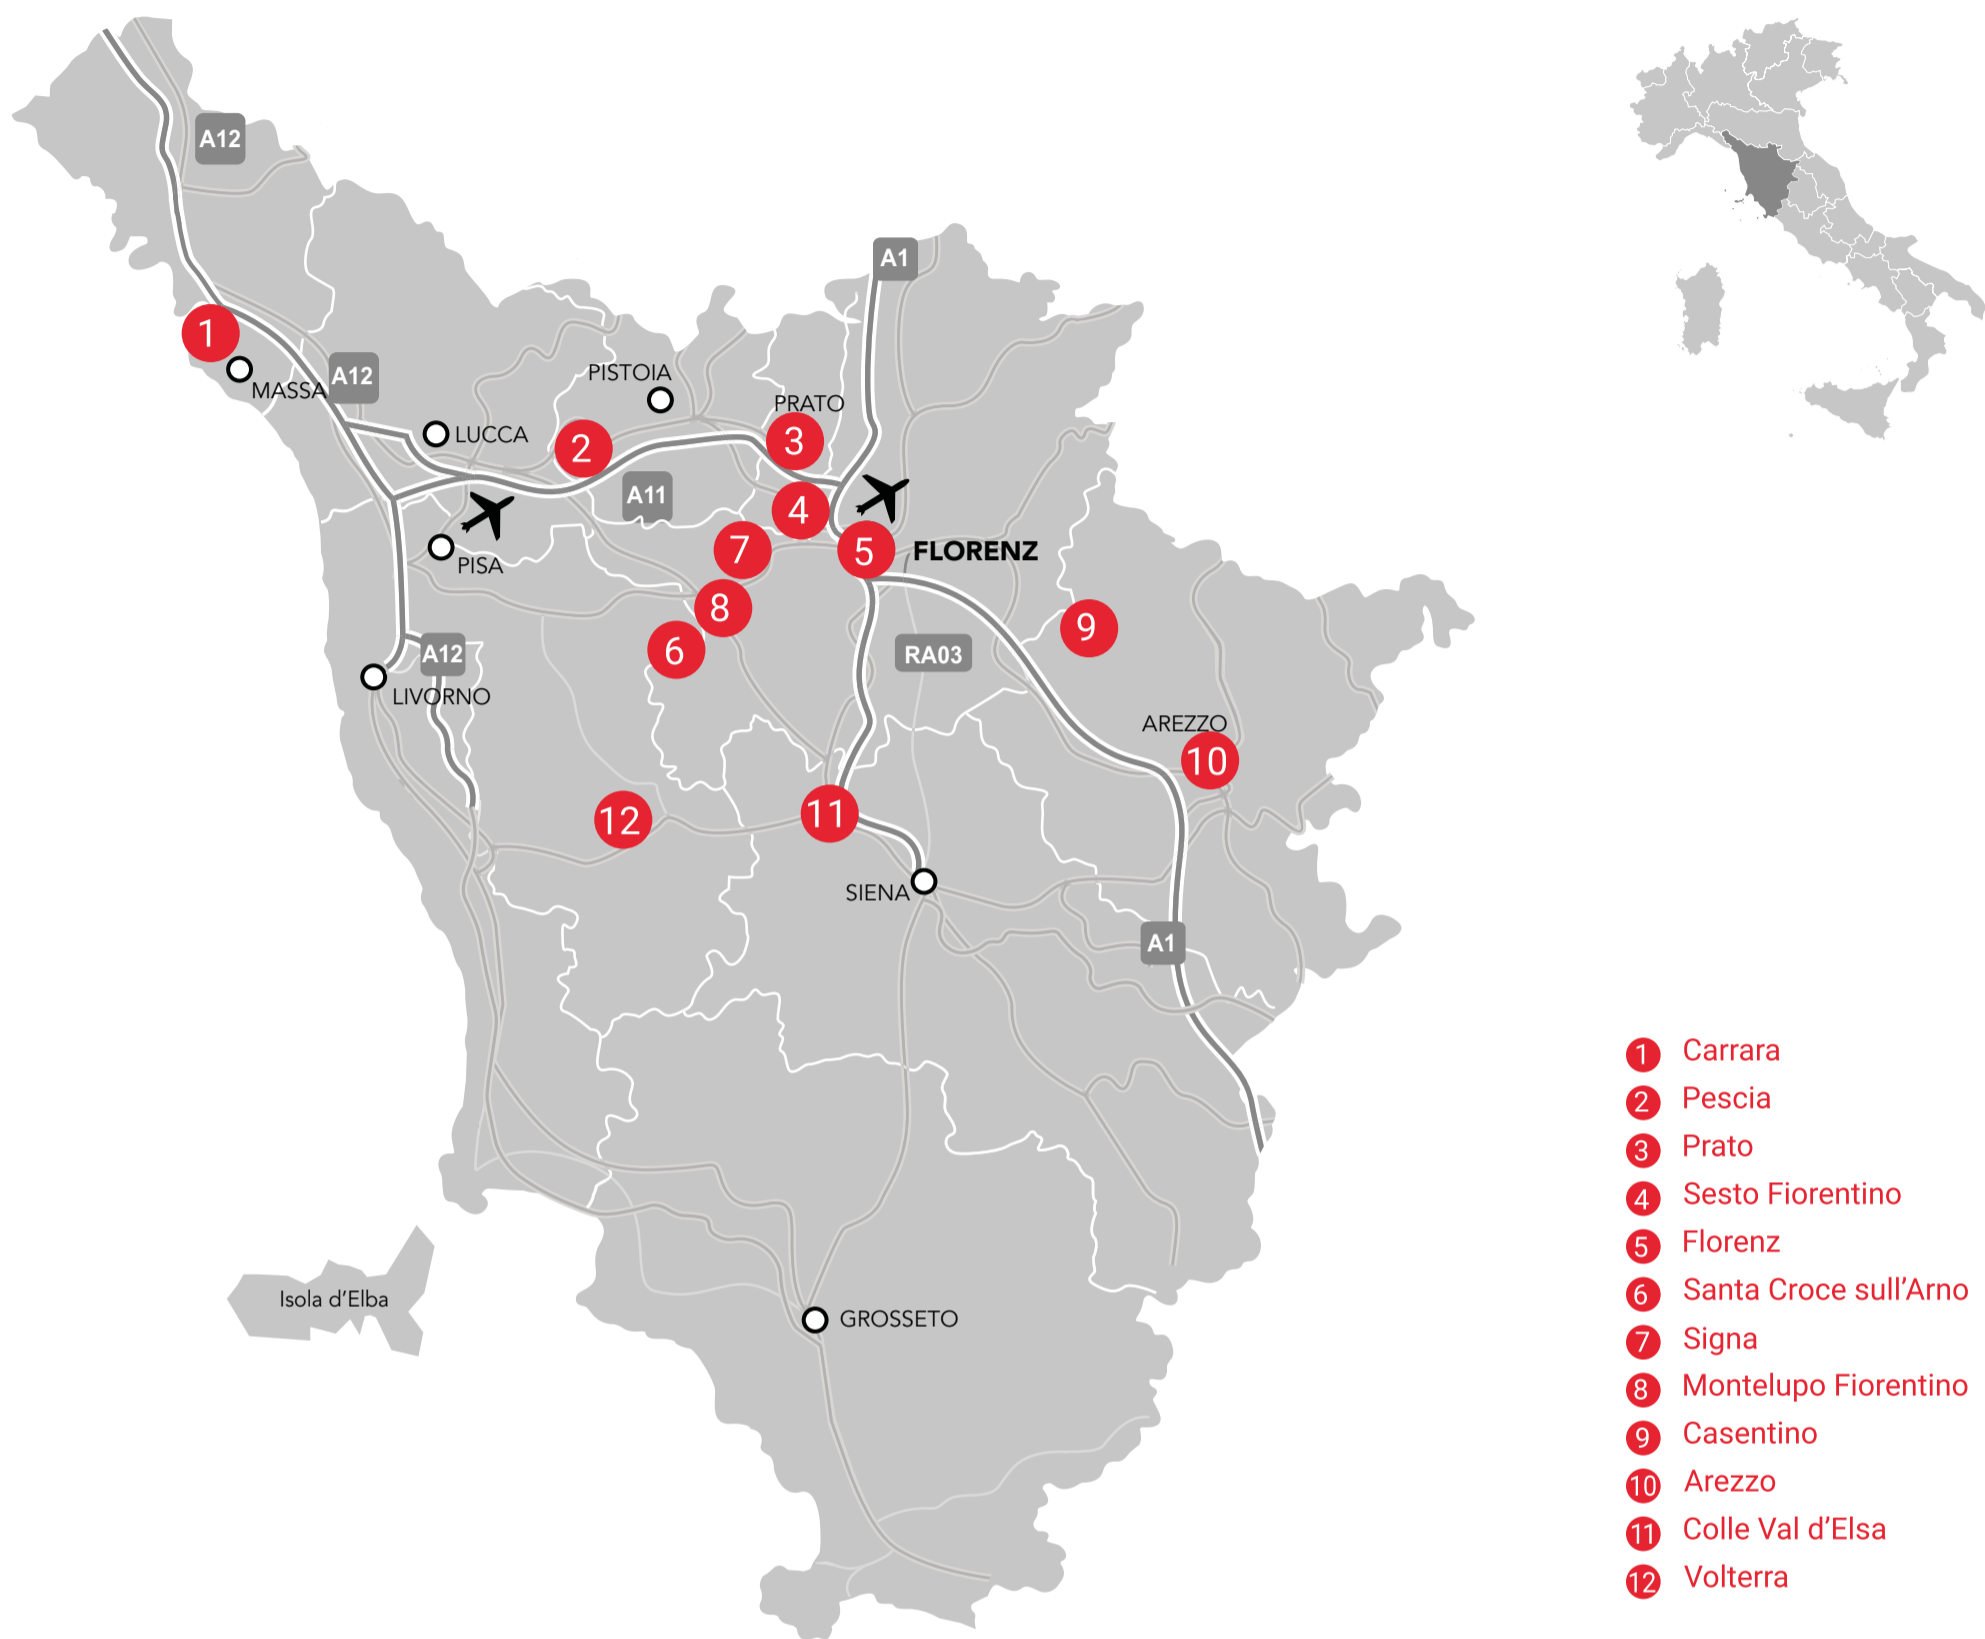 A12
A1
1
MASSA
A12
PISTOIA
PRATO
LUCCA
2
3
A11
4
7
5
FLORENZ
PISA
8
9
6
A12
RA03
LIVORNO
AREZZO
10
12
11
SIENA
A1
Isola d’Elba
GROSSETO
1 Carrara
2 Pescia
3 Prato
4 Sesto Fiorentino
5 Florenz
6 Santa Croce sull’Arno
7 Signa
8 Montelupo Fiorentino
9 Casentino
10 Arezzo
11 Colle Val d’Elsa
12 Volterra